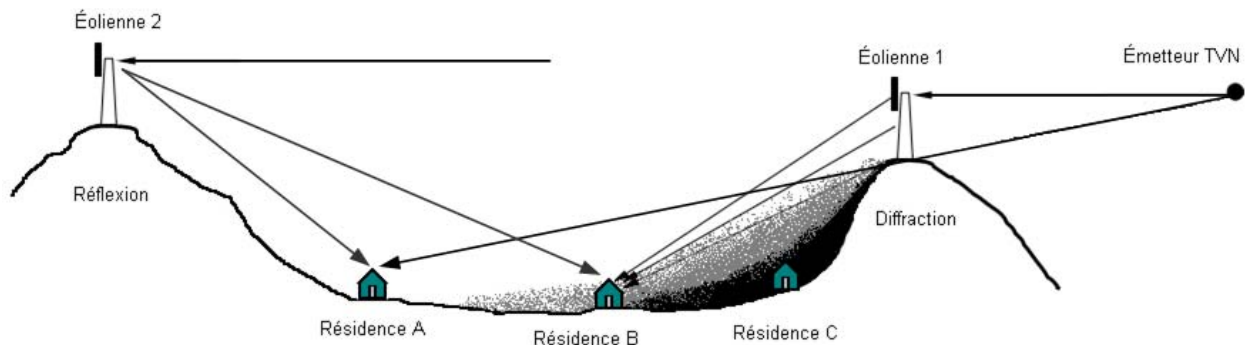 Éolienne 2
Éolienne 1
Émetteur TVN
Réflexion
Diffraction
Résidence A
Résidence B
Résidence C